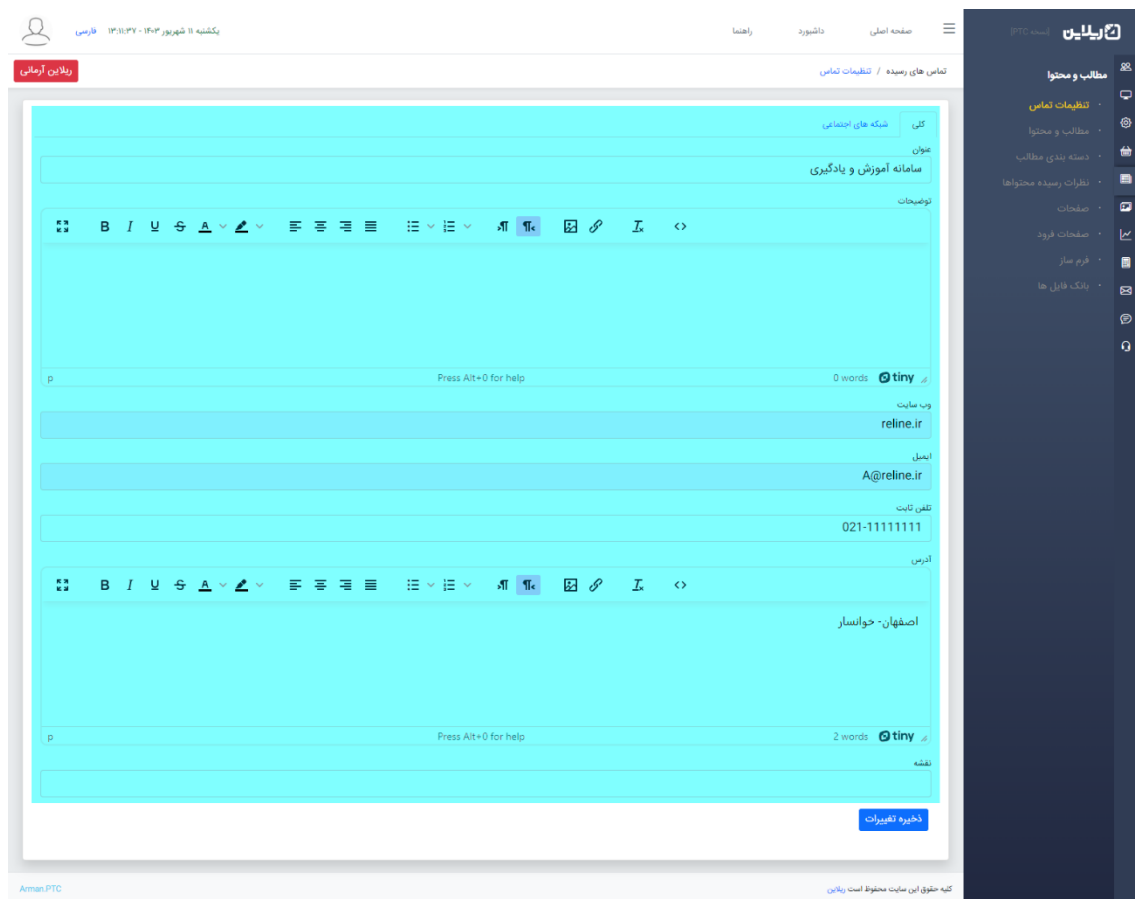 ریلاین [نسخه PTC]
صفحه اصلی داشبورد راهنما
یکشنبه ۱۱ شهریور ۱۴۰۳ - ۱۳:۱۱:۳۷ فارسی
تماس های رسیده / تنظیمات تماس
ریلاین آرمانی
مطالب و محتوا
تنظیمات تماس
مطالب و محتوا
دسته بندی مطالب
نظرات رسیده محتواها
صفحات
صفحات فرود
فرم ساز
بانک فایل ها
کلی شبکه های اجتماعی
عنوان
سامانه آموزش و یادگیری
توضیحات
p Press Alt+0 for help 0 words tiny
وب سایت
reline.ir
ایمیل
A@reline.ir
تلفن ثابت
021-11111111
آدرس
اصفهان- خوانسار
p Press Alt+0 for help 2 words tiny
نقشه
ذخیره تغییرات
کلیه حقوق این سایت محفوظ است ریلاین
Arman.PTC